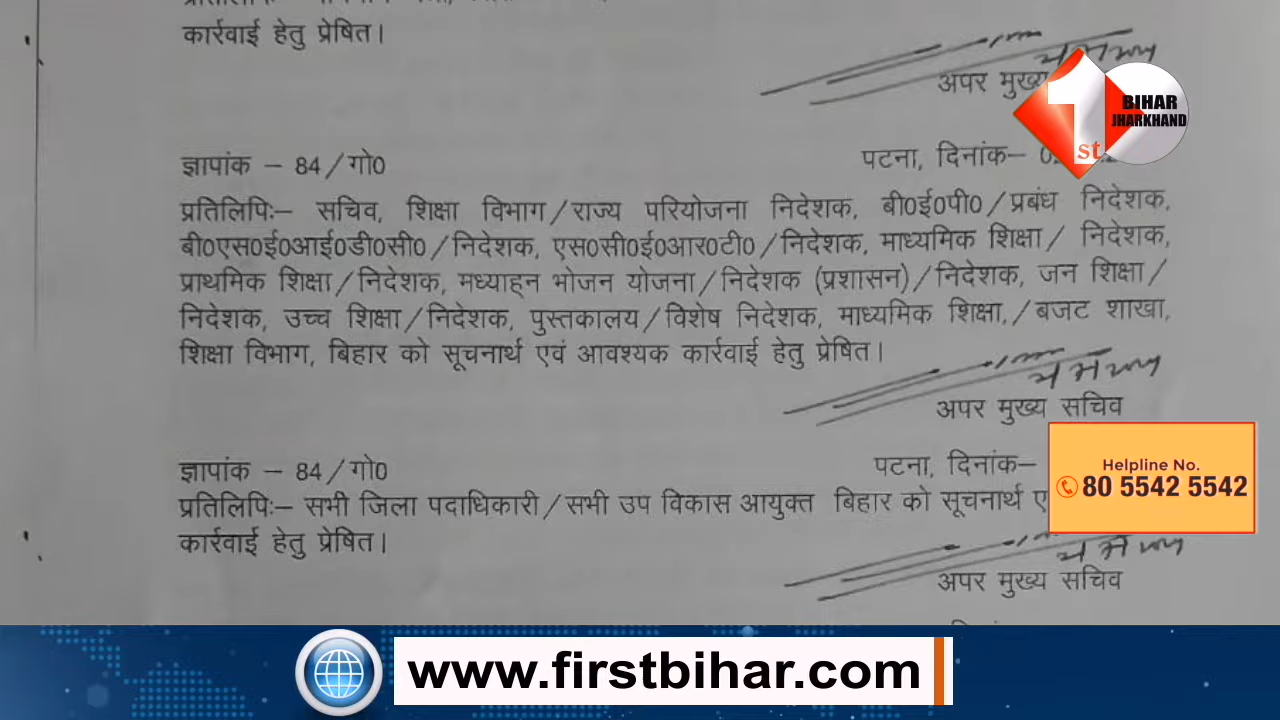 कार्रवाई हेतु प्रेषित।
अपर मुख्य
1st
BIHAR
JHARKHAND
ज्ञापांक – 84/गो0
पटना, दिनांक–
प्रतिलिपिः– सचिव, शिक्षा विभाग/राज्य परियोजना निदेशक, बी0ई0पी0/प्रबंध निदेशक,
बी0एस0ई0आई0डी0सी0/निदेशक, एस0सी0ई0आर0टी0/निदेशक, माध्यमिक शिक्षा/ निदेशक,
प्राथमिक शिक्षा/निदेशक, मध्याह्न भोजन योजना/निदेशक (प्रशासन)/निदेशक, जन शिक्षा/
निदेशक, उच्च शिक्षा/निदेशक, पुस्तकालय/विशेष निदेशक, माध्यमिक शिक्षा,/बजट शाखा,
शिक्षा विभाग, बिहार को सूचनार्थ एवं आवश्यक कार्रवाई हेतु प्रेषित।
अपर मुख्य सचिव
ज्ञापांक – 84/गो0
पटना, दिनांक–
प्रतिलिपिः– सभी जिला पदाधिकारी/सभी उप विकास आयुक्त बिहार को सूचनार्थ
कार्रवाई हेतु प्रेषित।
Helpline No.
80 5542 5542
अपर मुख्य सचिव
www.firstbihar.com